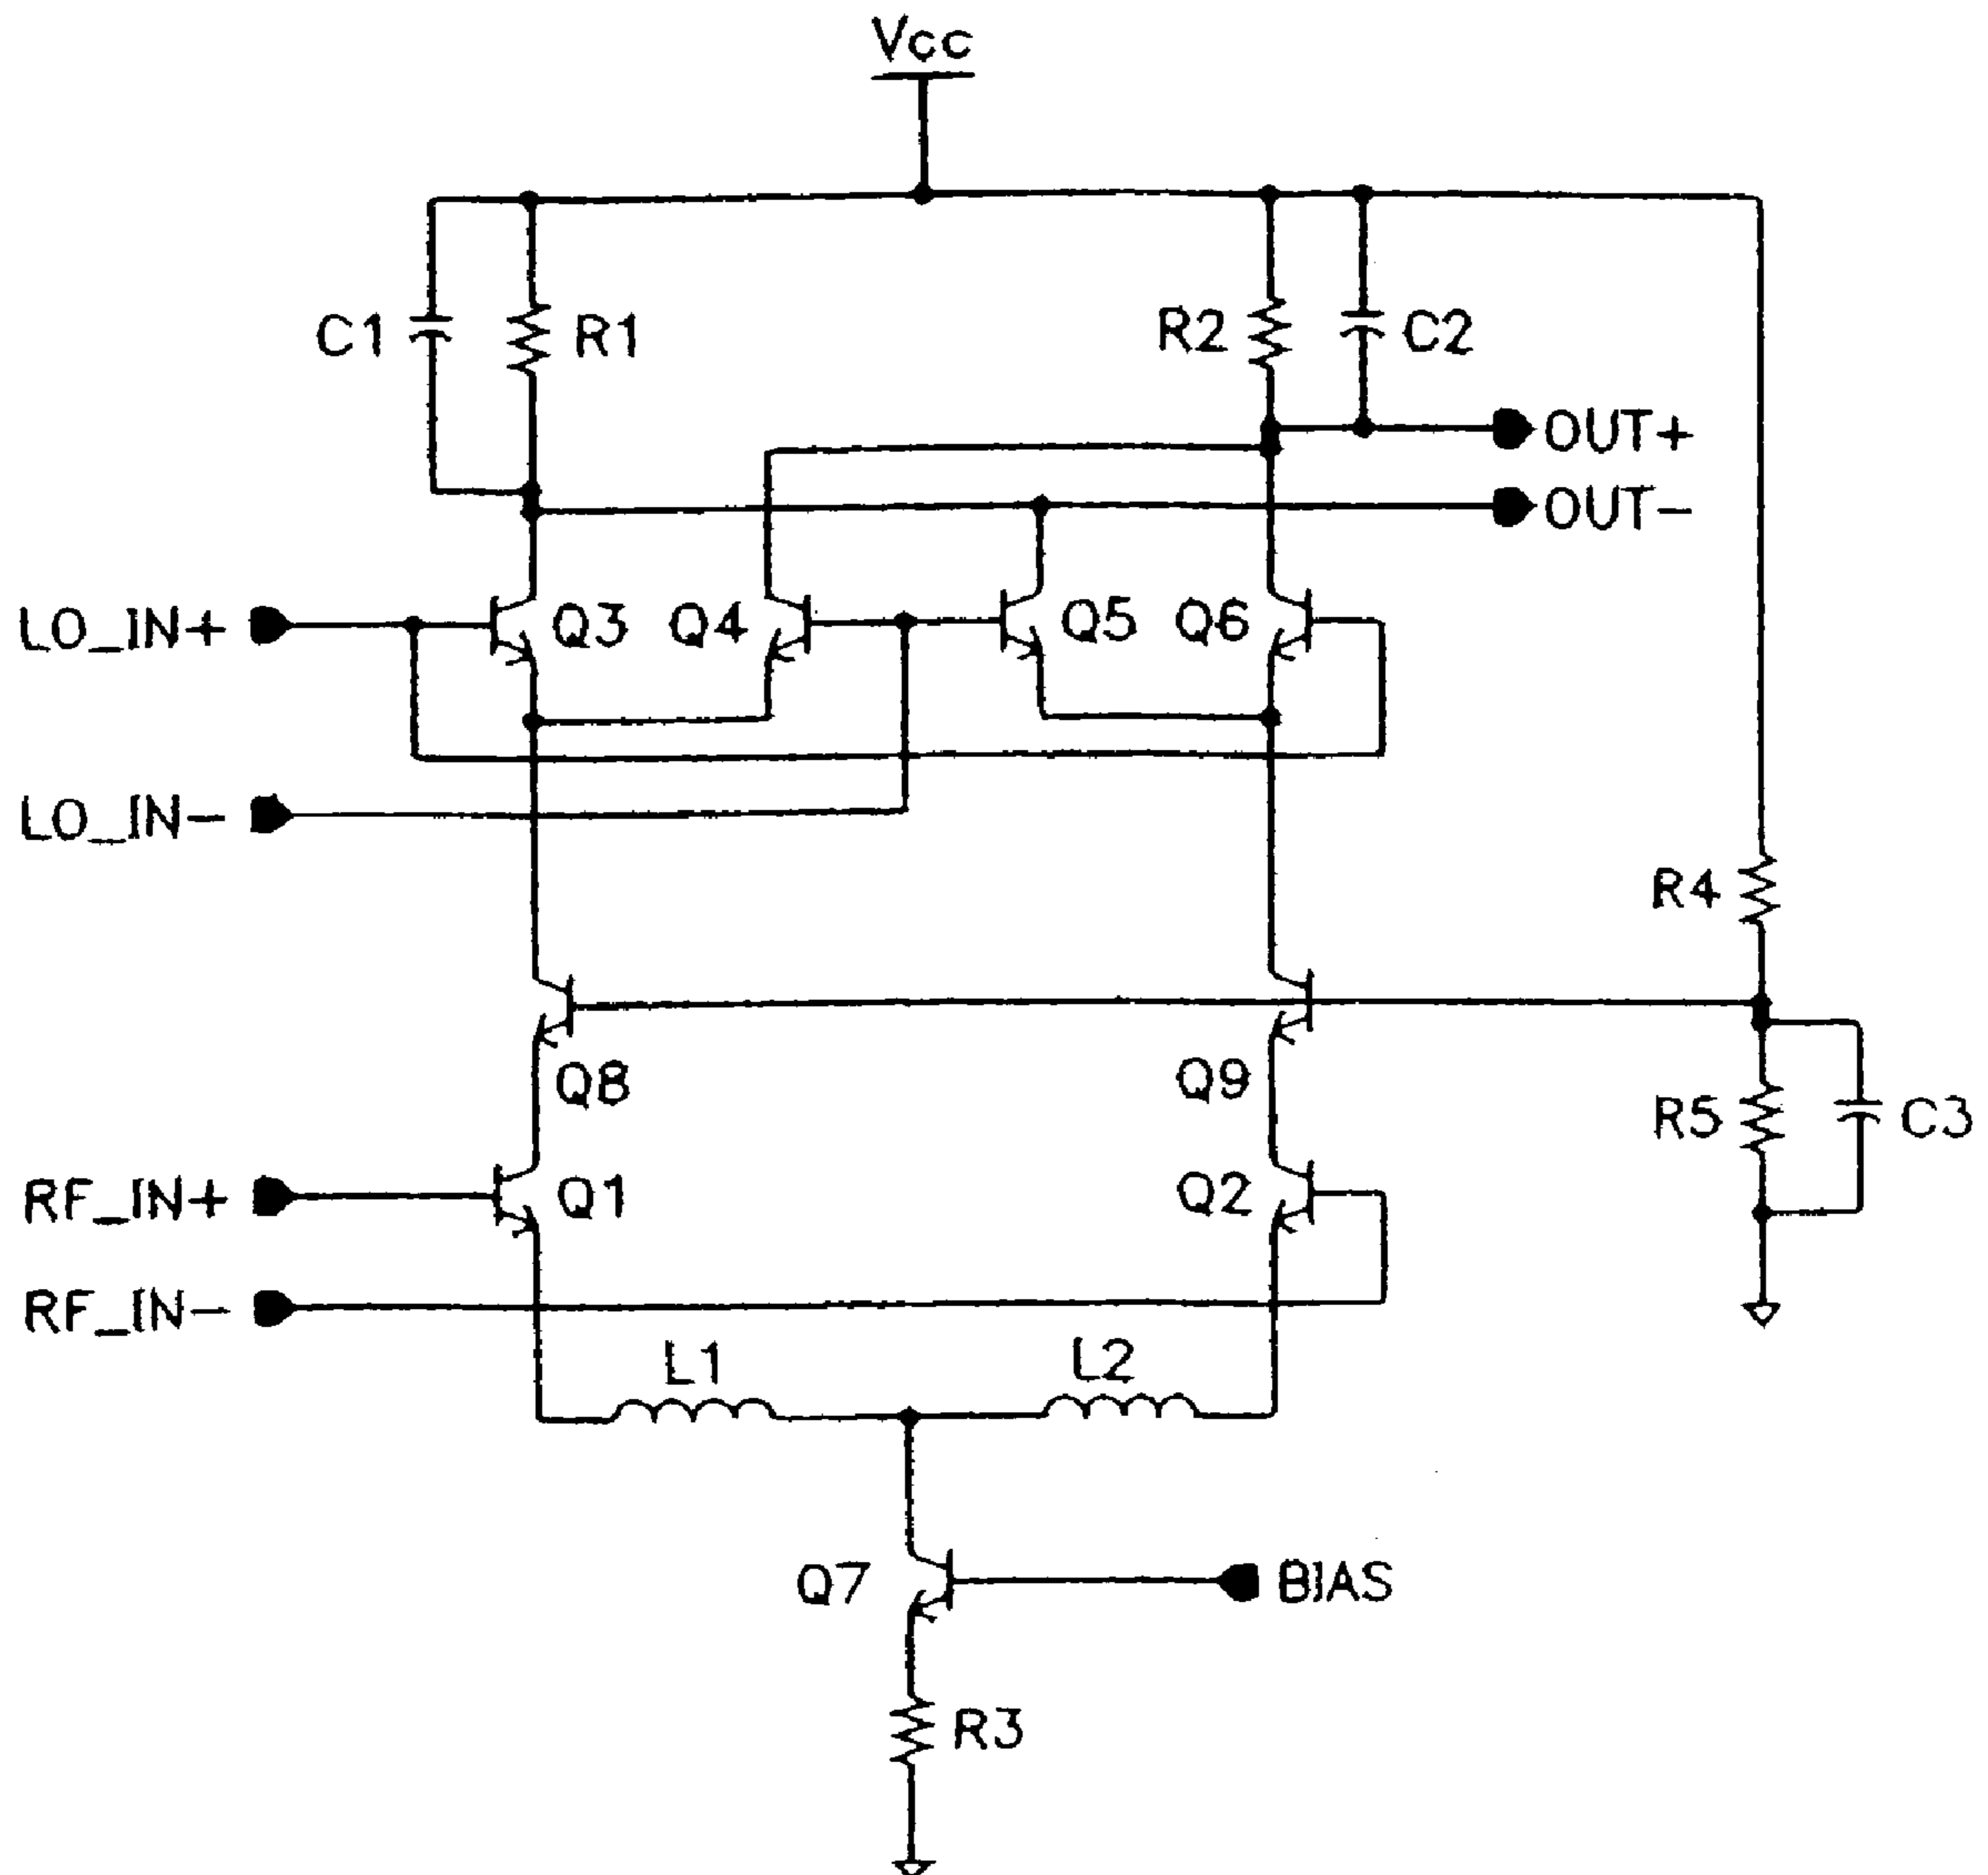 Vcc
C1
R1
R2
C2
OUT+
OUT-
LO_IN+
Q3
Q4
Q5
Q6
LO_IN-
R4
Q8
Q9
R5
C3
RF_IN+
Q1
Q2
RF_IN-
L1
L2
Q7
BIAS
R3